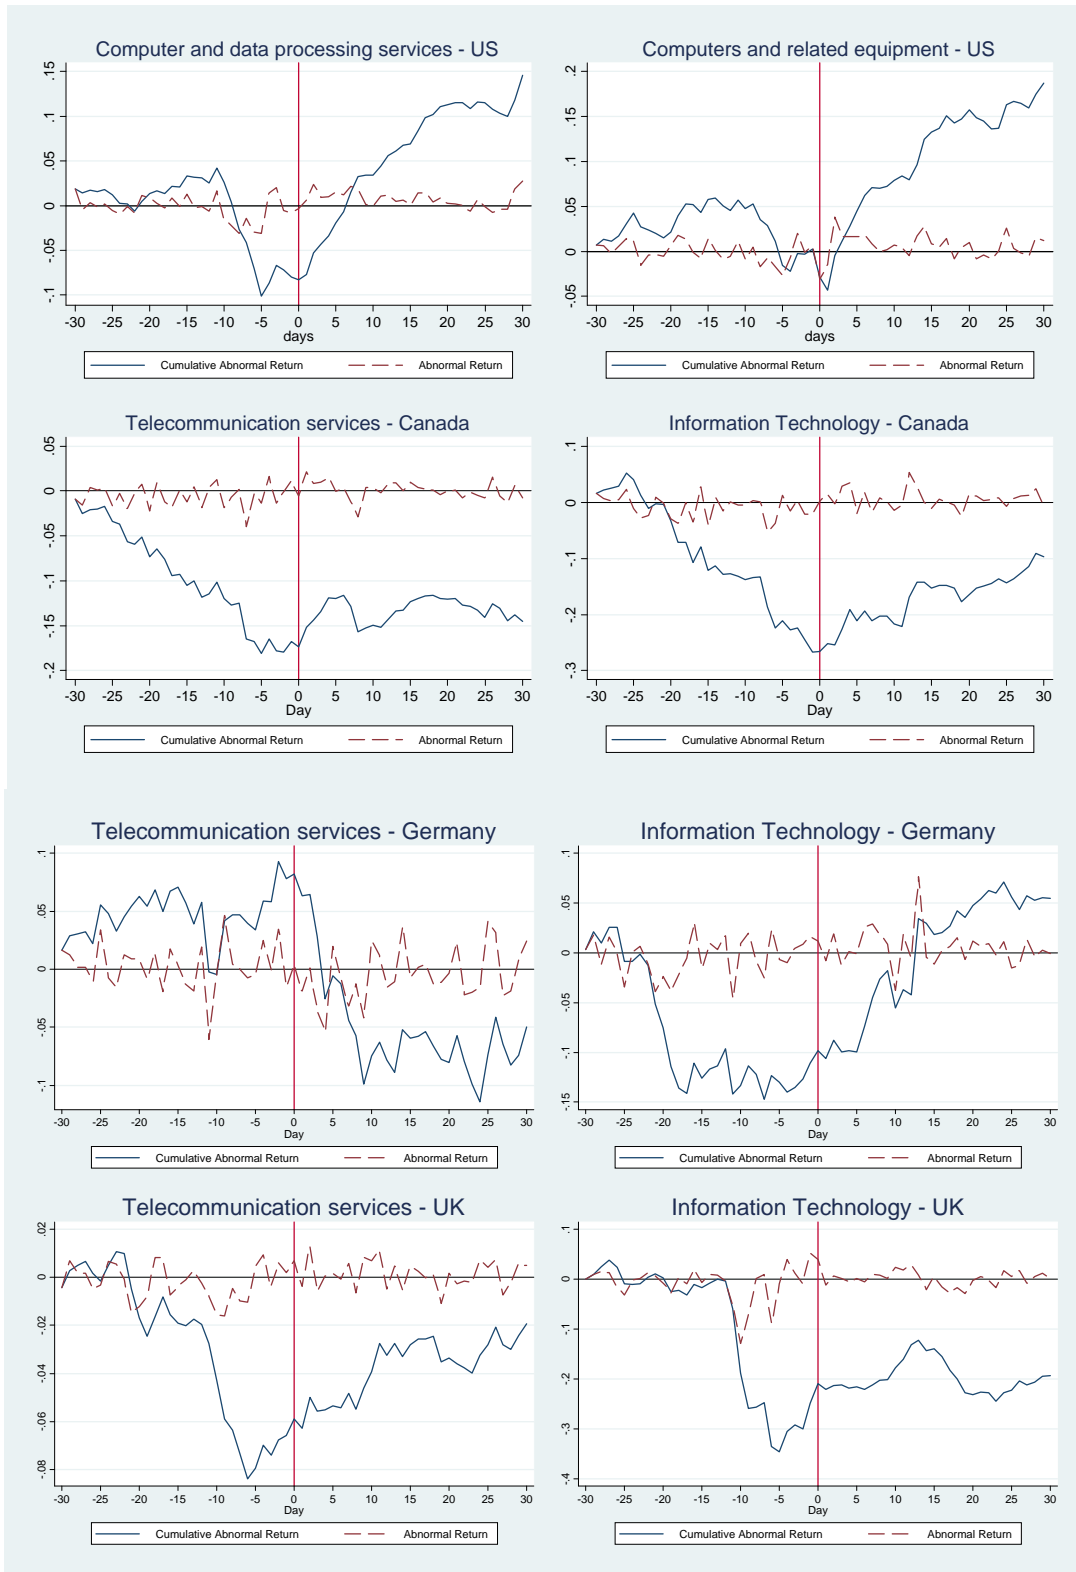 Computer and data processing services - US
.15
.1
.05
0
-.05
-.1
-30 -25 -20 -15 -10 -5 0 5 10 15 20 25 30
days
Cumulative Abnormal Return Abnormal Return
Computers and related equipment - US
.2
.15
.1
.05
0
-.05
-30 -25 -20 -15 -10 -5 0 5 10 15 20 25 30
days
Cumulative Abnormal Return Abnormal Return
Telecommunication services - Canada
.05
0
-.05
-.1
-.15
-.2
-30 -25 -20 -15 -10 -5 0 5 10 15 20 25 30
Day
Cumulative Abnormal Return Abnormal Return
Information Technology - Canada
.1
0
-.1
-.2
-.3
-30 -25 -20 -15 -10 -5 0 5 10 15 20 25 30
Day
Cumulative Abnormal Return Abnormal Return
Telecommunication services - Germany
.1
.05
0
-.05
-.1
-30 -25 -20 -15 -10 -5 0 5 10 15 20 25 30
Day
Cumulative Abnormal Return Abnormal Return
Information Technology - Germany
.1
.05
0
-.05
-.1
-.15
-30 -25 -20 -15 -10 -5 0 5 10 15 20 25 30
Day
Cumulative Abnormal Return Abnormal Return
Telecommunication services - UK
.02
0
-.02
-.04
-.06
-.08
-30 -25 -20 -15 -10 -5 0 5 10 15 20 25 30
Day
Cumulative Abnormal Return Abnormal Return
Information Technology - UK
.1
0
-.1
-.2
-.3
-.4
-30 -25 -20 -15 -10 -5 0 5 10 15 20 25 30
Day
Cumulative Abnormal Return Abnormal Return